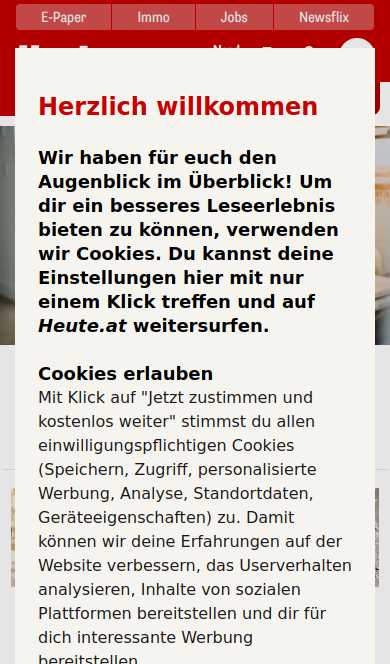 E-Paper Immo Jobs Newsflix
Herzlich willkommen
Wir haben für euch den
Augenblick im Überblick! Um
dir ein besseres Leseerlebnis
bieten zu können, verwenden
wir Cookies. Du kannst deine
Einstellungen hier mit nur
einem Klick treffen und auf
Heute.at weitersurfen.
Cookies erlauben
Mit Klick auf "Jetzt zustimmen und
kostenlos weiter" stimmst du allen
einwilligungspflichtigen Cookies
(Speichern, Zugriff, personalisierte
Werbung, Analyse, Standortdaten,
Geräteeigenschaften) zu. Damit
können wir deine Erfahrungen auf der
Website verbessern, das Userverhalten
analysieren, Inhalte von sozialen
Plattformen bereitstellen und dir für
dich interessante Werbung
bereitstellen.